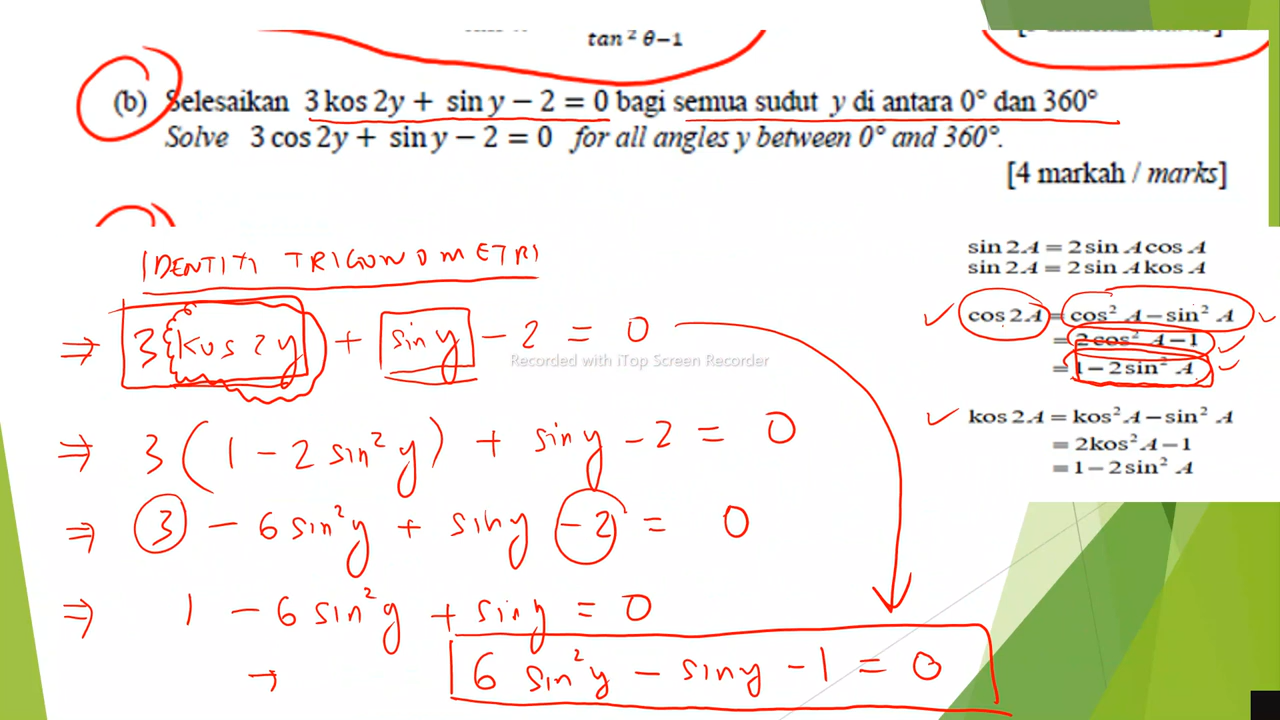 tan² θ−1
(b) Selesaikan 3 kos 2y + sin y − 2 = 0 bagi semua sudut y di antara 0° dan 360°
Solve 3 cos 2y + sin y − 2 = 0 for all angles y between 0° and 360°.
[4 markah / marks]
IDENTITI TRIGONOMETRI
⇒ 3 kos 2y + sin y − 2 = 0
Recorded with iTop Screen Recorder
⇒ 3 (1 − 2 sin² y) + sin y − 2 = 0
⇒ 3 − 6 sin² y + sin y − 2 = 0
⇒ 1 − 6 sin² y + sin y = 0
→ 6 sin² y − sin y − 1 = 0
sin 2A = 2 sin A cos A
sin 2A = 2 sin A kos A
✓ cos 2A = cos² A − sin² A ✓
= 2 cos² A − 1 ✓
= 1 − 2 sin² A ✓
✓ kos 2A = kos² A − sin² A
= 2kos² A − 1
= 1 − 2 sin² A